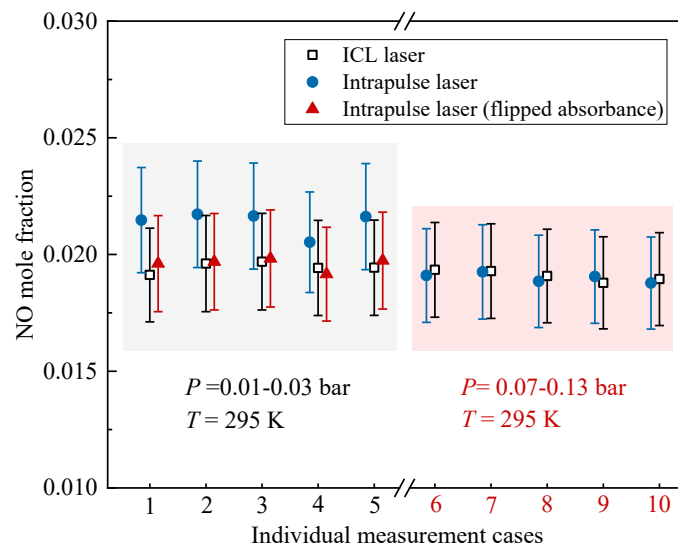 0.030
0.025
0.020
0.015
0.010
NO mole fraction
ICL laser
Intrapulse laser
Intrapulse laser (flipped absorbance)
P =0.01-0.03 bar
T = 295 K
P= 0.07-0.13 bar
T = 295 K
1 2 3 4 5 6 7 8 9 10
Individual measurement cases